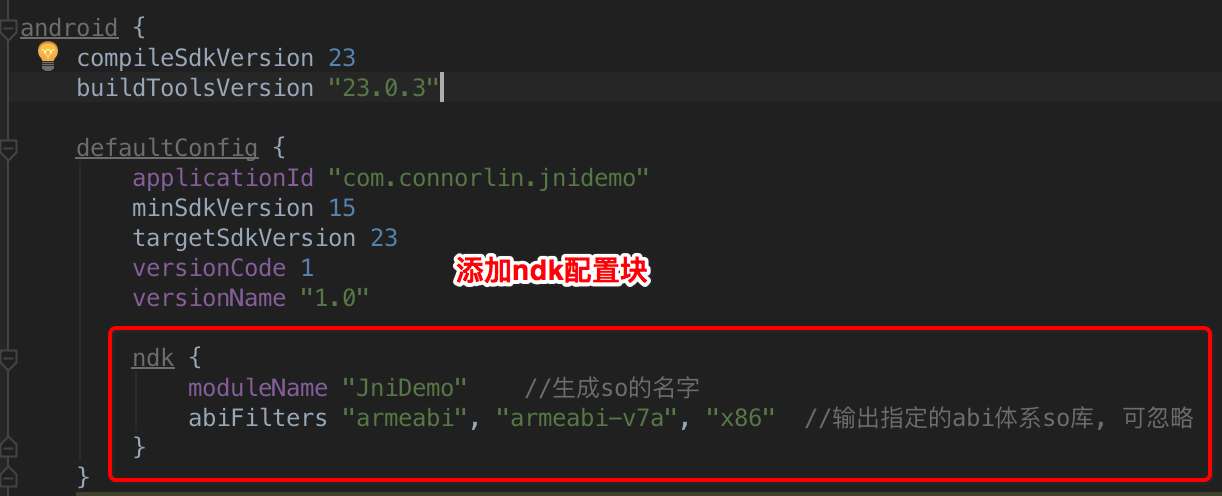 android {
compileSdkVersion 23
buildToolsVersion "23.0.3"
defaultConfig {
applicationId "com.connorlin.jnidemo"
minSdkVersion 15
targetSdkVersion 23
versionCode 1
添加ndk配置块
versionName "1.0"
ndk {
moduleName "JniDemo" //生成so的名字
abiFilters "armeabi", "armeabi-v7a", "x86" //输出指定的abi体系so库, 可忽略
}
}